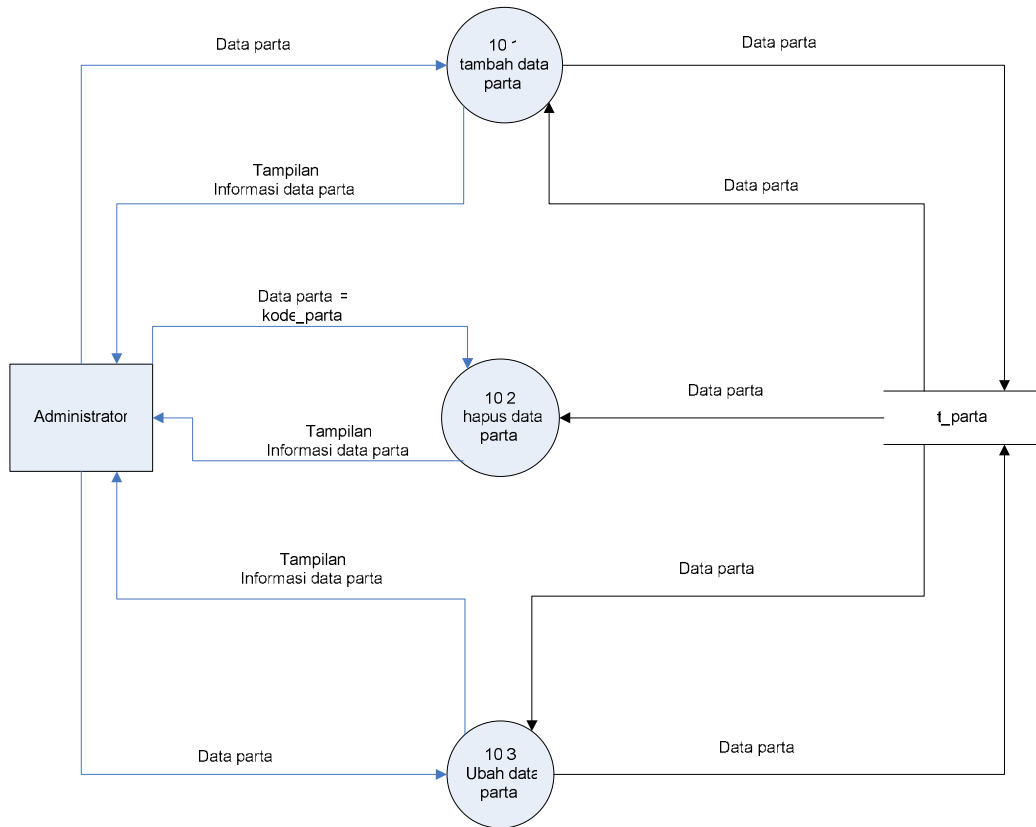 Data parta
10.1
tambah data
parta
Data parta
Tampilan
Informasi data parta
Data parta
Data parta =
kode_parta
10.2
hapus data
parta
Data parta
Administrator
t_parta
Tampilan
Informasi data parta
Tampilan
Informasi data parta
Data parta
10.3
Ubah data
parta
Data parta
Data parta